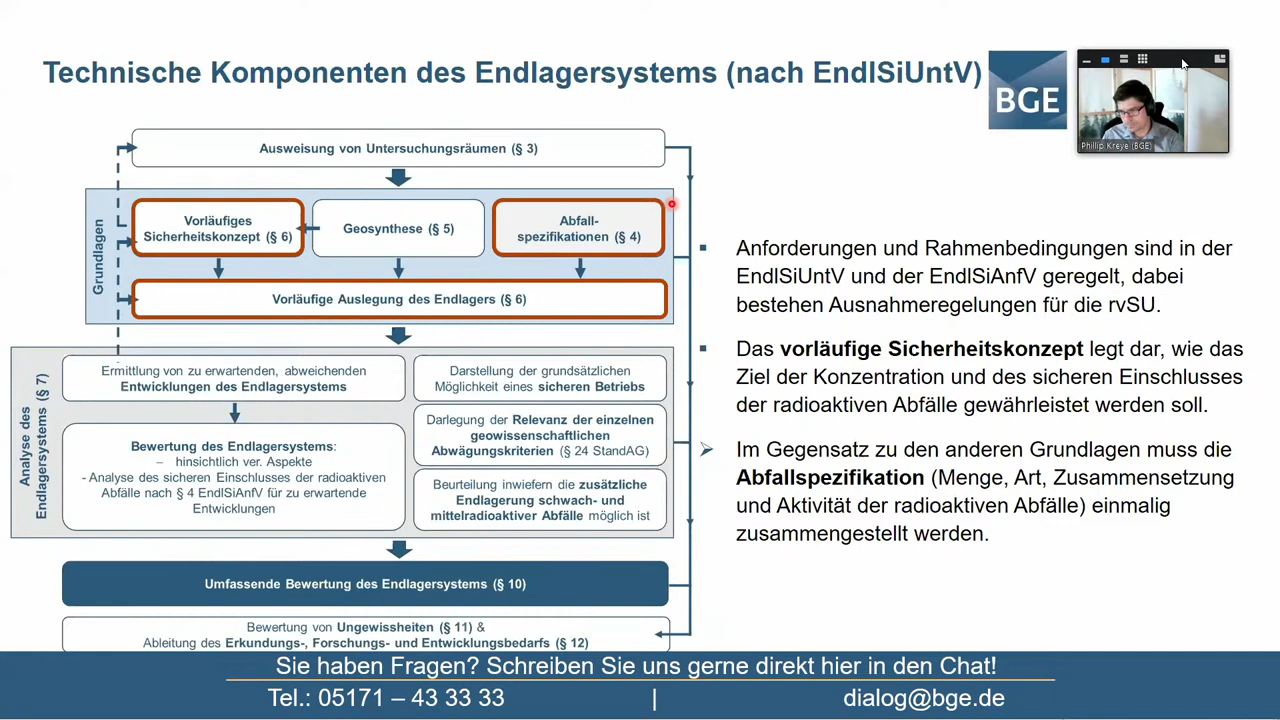 Technische Komponenten des Endlagersystems (nach EndlSiUntV)
BGE
Phillip Kreye (BGE)
Ausweisung von Untersuchungsräumen (§ 3)
Grundlagen
Vorläufiges
Sicherheitskonzept (§ 6)
Geosynthese (§ 5)
Abfall-
spezifikationen (§ 4)
Vorläufige Auslegung des Endlagers (§ 6)
Analyse des
Endlagersystems (§ 7)
Ermittlung von zu erwartenden, abweichenden
Entwicklungen des Endlagersystems
Bewertung des Endlagersystems:
– hinsichtlich ver. Aspekte
- Analyse des sicheren Einschlusses der radioaktiven
Abfälle nach § 4 EndlSiAnfV für zu erwartende
Entwicklungen
Darstellung der grundsätzlichen
Möglichkeit eines sicheren Betriebs
Darlegung der Relevanz der einzelnen
geowissenschaftlichen
Abwägungskriterien (§ 24 StandAG)
Beurteilung inwiefern die zusätzliche
Endlagerung schwach- und
mittelradioaktiver Abfälle möglich ist
Umfassende Bewertung des Endlagersystems (§ 10)
Bewertung von Ungewissheiten (§ 11) &
Ableitung des Erkundungs-, Forschungs- und Entwicklungsbedarfs (§ 12)
▪ Anforderungen und Rahmenbedingungen sind in der
EndlSiUntV und der EndlSiAnfV geregelt, dabei
bestehen Ausnahmeregelungen für die rvSU.
▪ Das vorläufige Sicherheitskonzept legt dar, wie das
Ziel der Konzentration und des sicheren Einschlusses
der radioaktiven Abfälle gewährleistet werden soll.
➢ Im Gegensatz zu den anderen Grundlagen muss die
Abfallspezifikation (Menge, Art, Zusammensetzung
und Aktivität der radioaktiven Abfälle) einmalig
zusammengestellt werden.
Sie haben Fragen? Schreiben Sie uns gerne direkt hier in den Chat!
Tel.: 05171 – 43 33 33 | dialog@bge.de